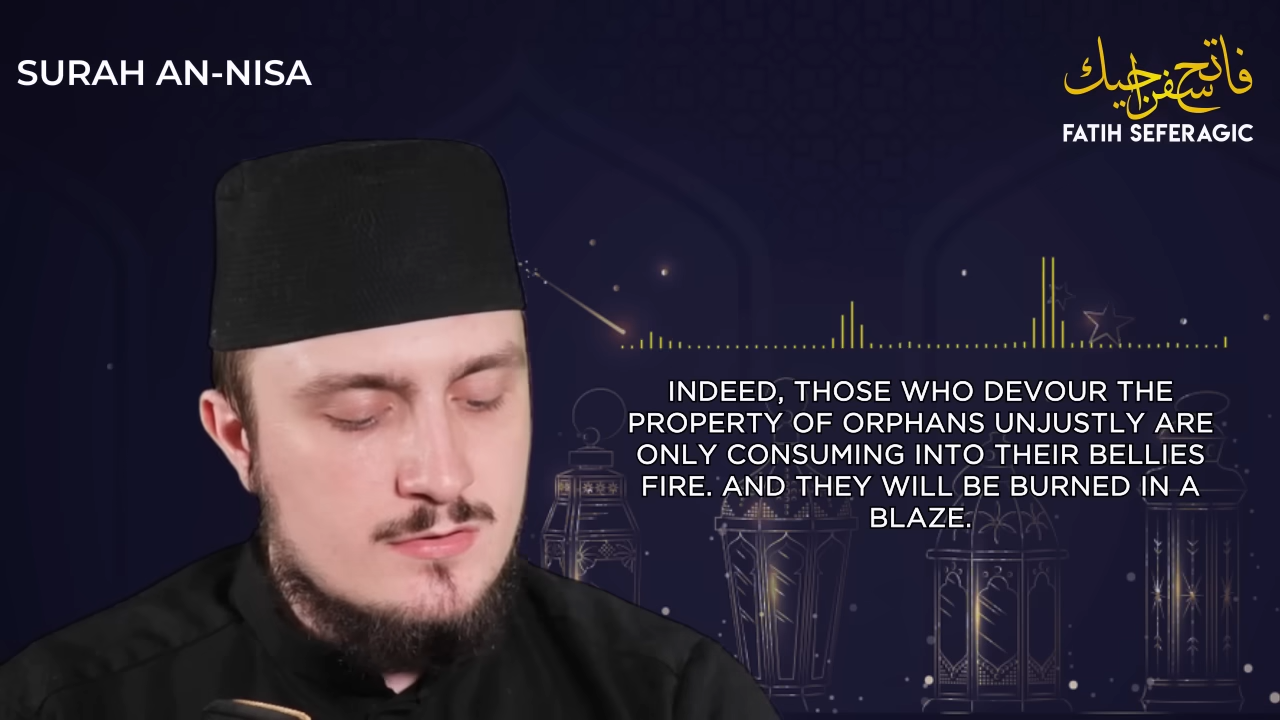 SURAH AN-NISA
فاتح سفراجيك
FATIH SEFERAGIC
INDEED, THOSE WHO DEVOUR THE
PROPERTY OF ORPHANS UNJUSTLY ARE
ONLY CONSUMING INTO THEIR BELLIES
FIRE. AND THEY WILL BE BURNED IN A
BLAZE.